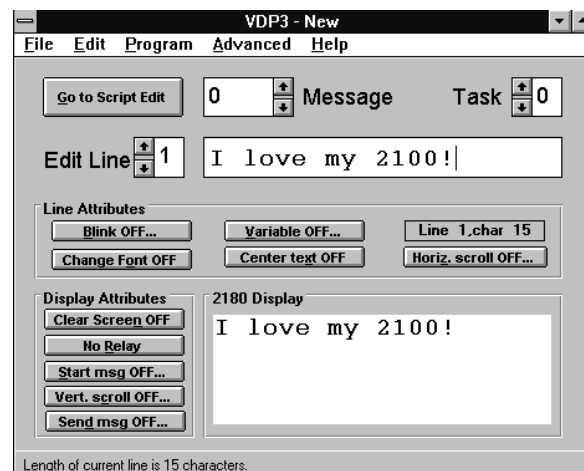 VDP3 - New
File Edit Program Advanced Help
Go to Script Edit 0 Message Task 0
Edit Line 1 I love my 2100!
Line Attributes
Blink OFF... Variable OFF... Line 1,char 15
Change Font OFF Center text OFF Horiz. scroll OFF...
Display Attributes
Clear Screen OFF
No Relay
Start msg OFF...
Vert. scroll OFF...
Send msg OFF...
2180 Display
I love my 2100!
Length of current line is 15 characters.